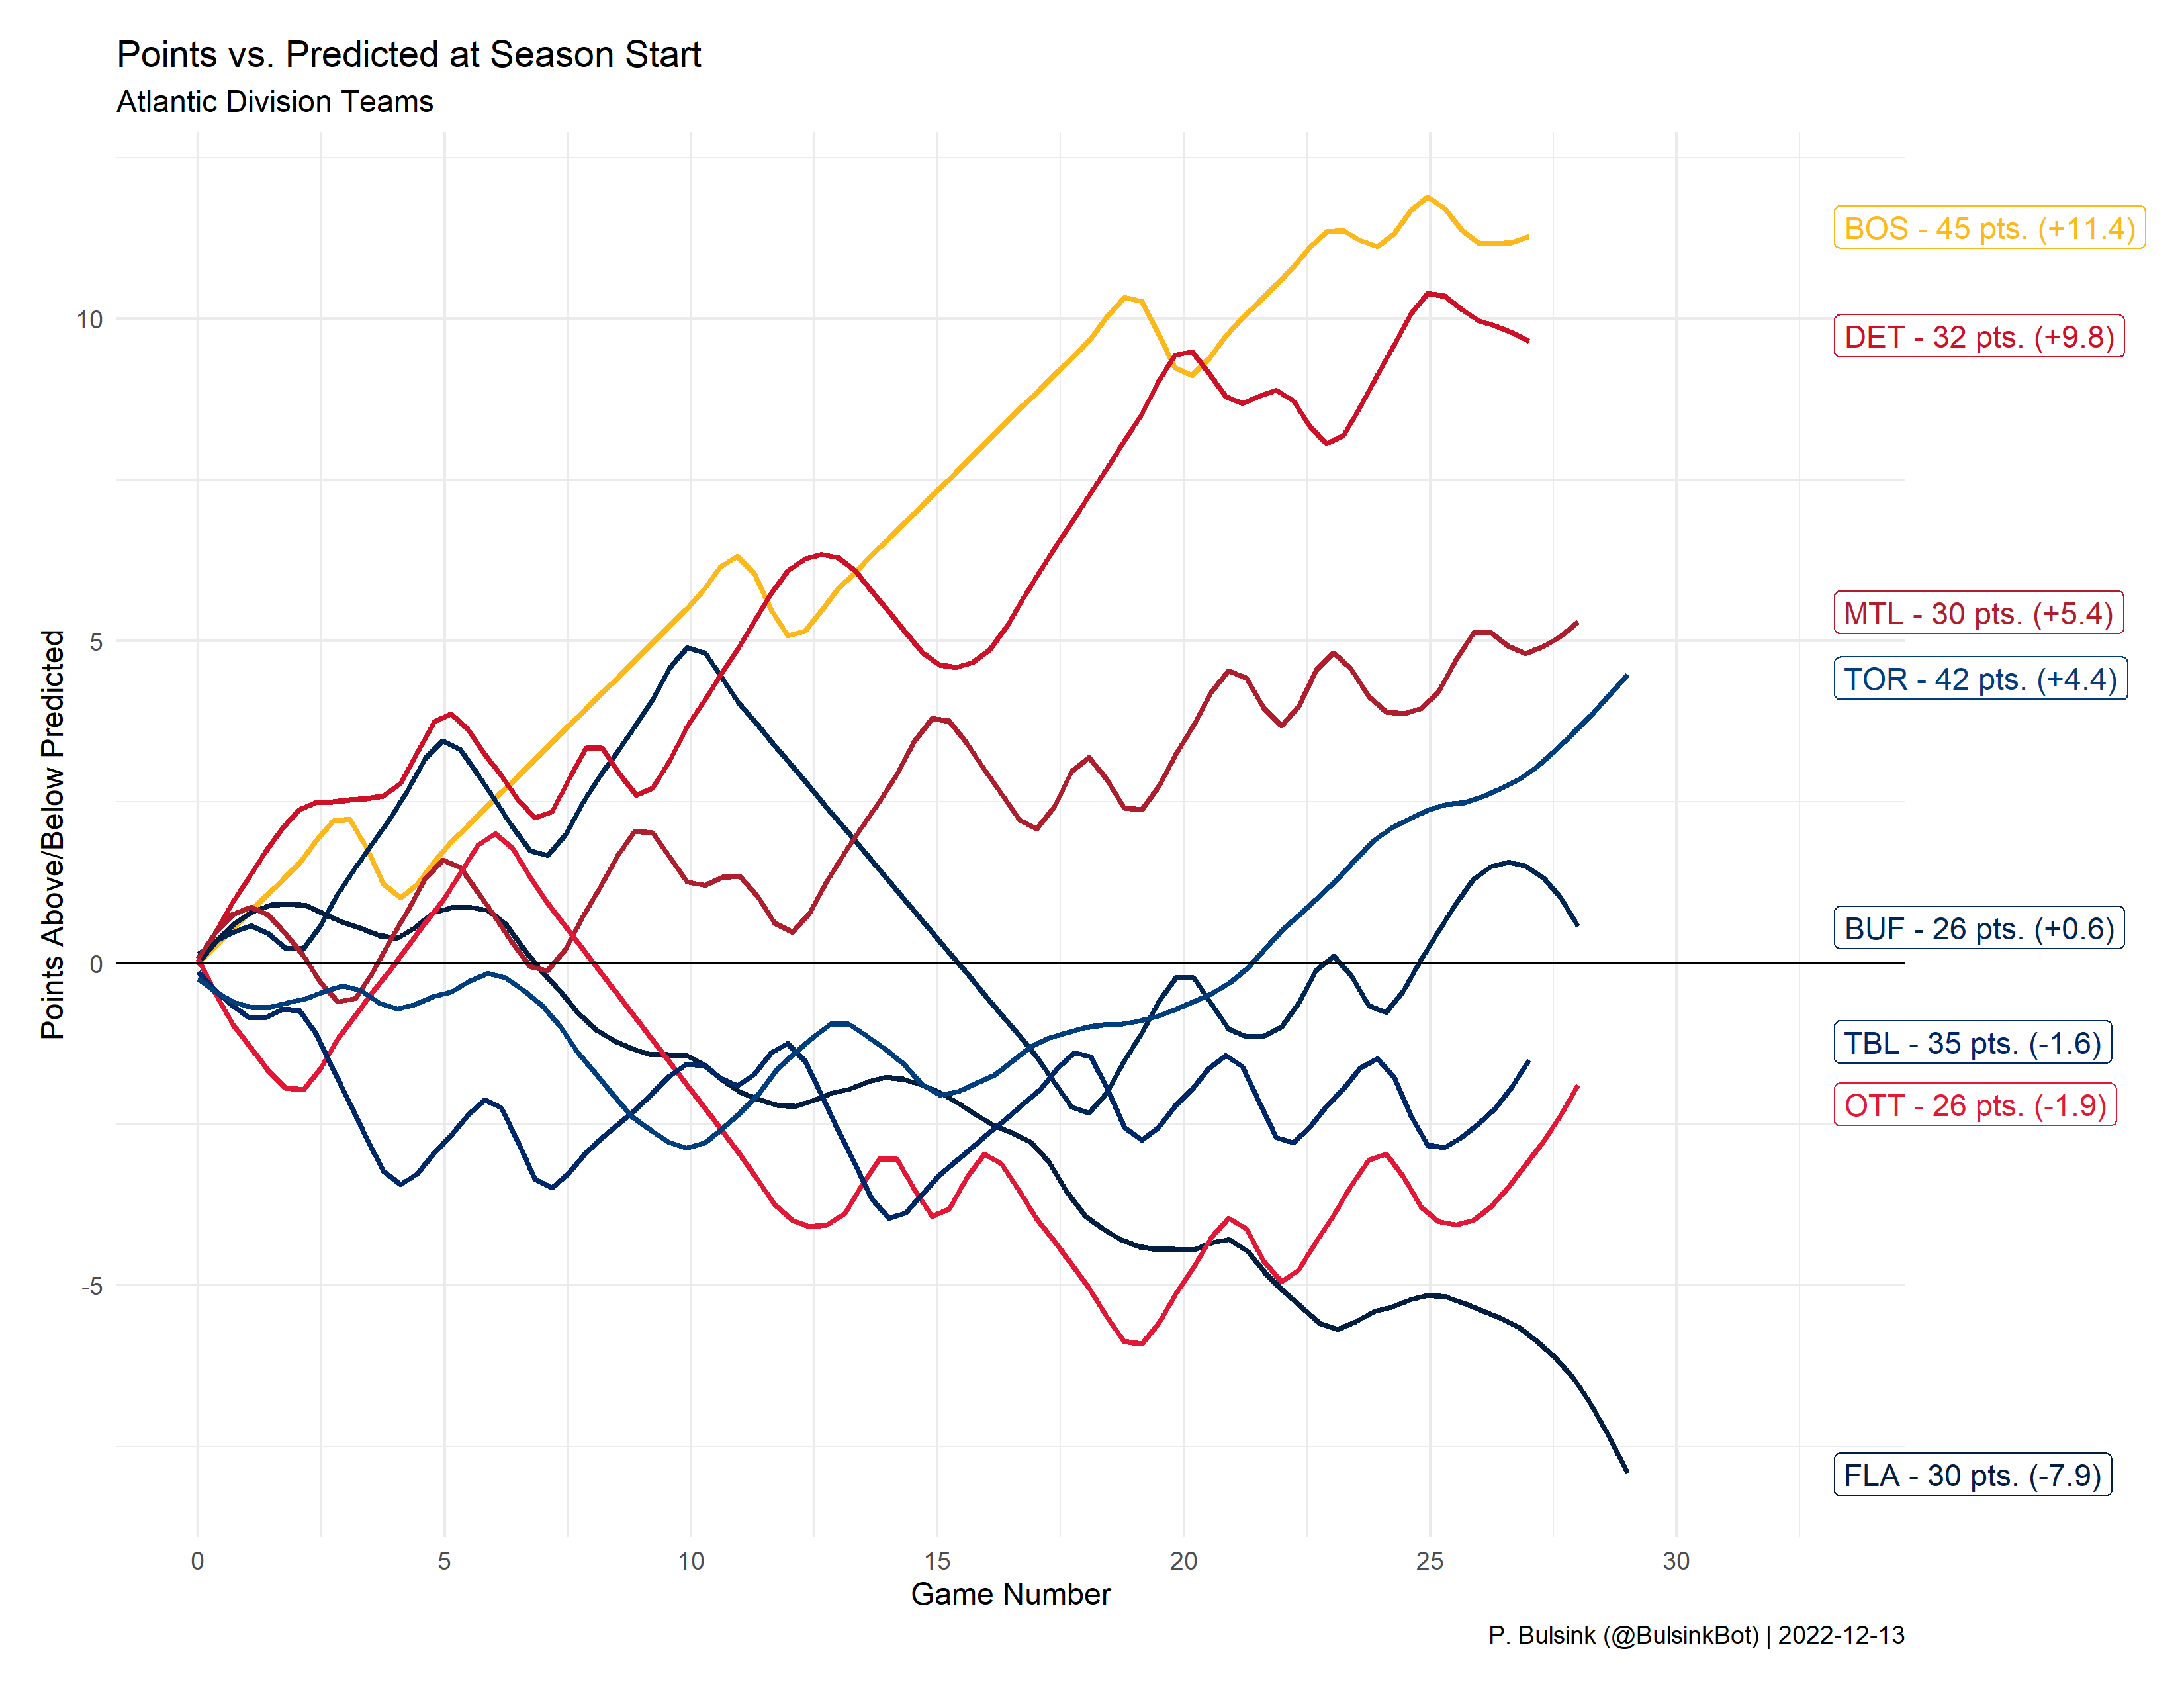 Points vs. Predicted at Season Start
Atlantic Division Teams
Points Above/Below Predicted
10
5
0
-5
BOS - 45 pts. (+11.4)
DET - 32 pts. (+9.8)
MTL - 30 pts. (+5.4)
TOR - 42 pts. (+4.4)
BUF - 26 pts. (+0.6)
TBL - 35 pts. (-1.6)
OTT - 26 pts. (-1.9)
FLA - 30 pts. (-7.9)
0 5 10 15 20 25 30
Game Number
P. Bulsink (@BulsinkBot) | 2022-12-13